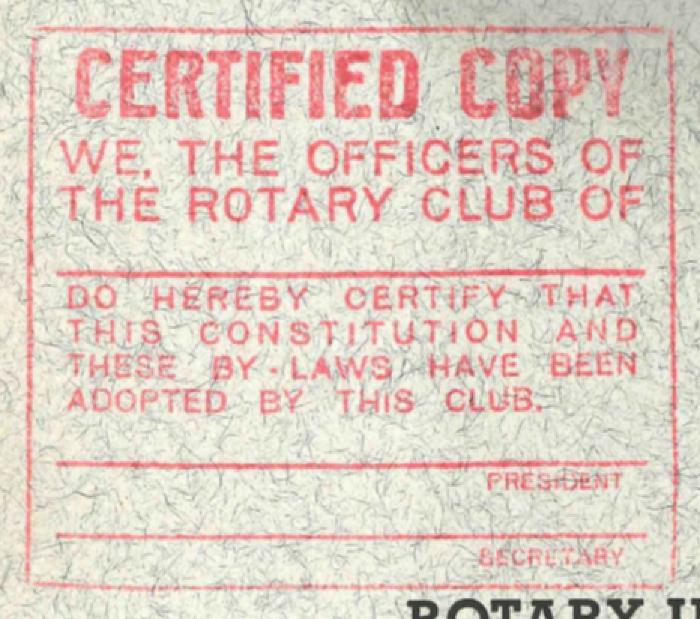 CERTIFIED COPY
WE, THE OFFICERS OF
THE ROTARY CLUB OF
DO HEREBY CERTIFY THAT
THIS CONSTITUTION AND
THESE BY-LAWS HAVE BEEN
ADOPTED BY THIS CLUB.
PRESIDENT
SECRETARY
ROTARY